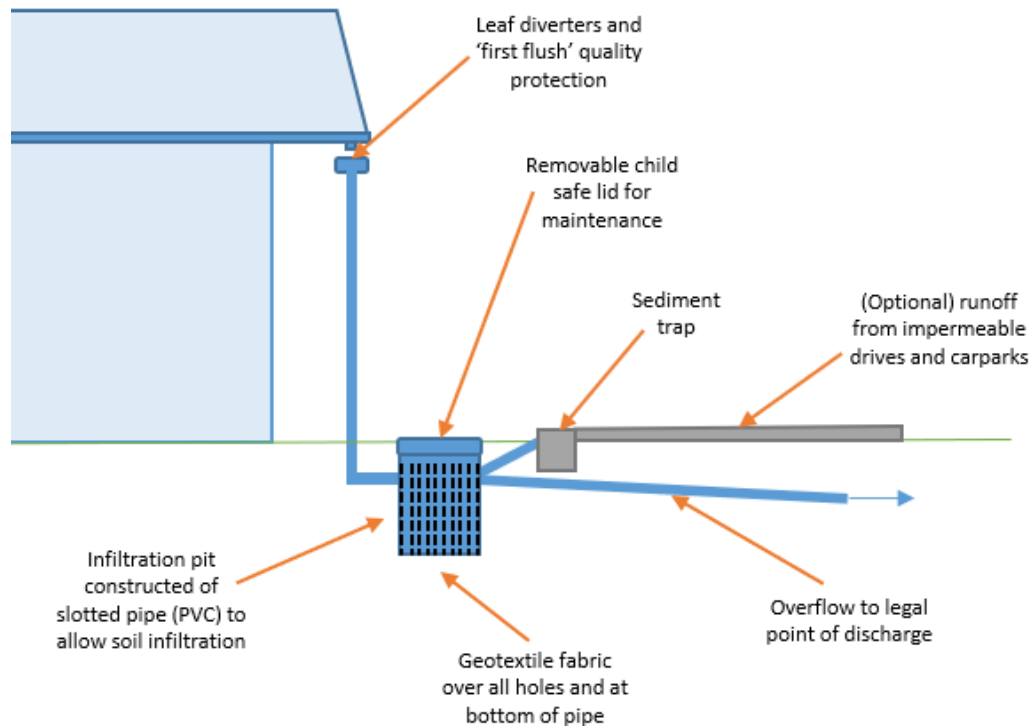 Leaf diverters and
‘first flush’ quality
protection
Removable child
safe lid for
maintenance
Sediment
trap
(Optional) runoff
from impermeable
drives and carparks
Infiltration pit
constructed of
slotted pipe (PVC) to
allow soil infiltration
Geotextile fabric
over all holes and at
bottom of pipe
Overflow to legal
point of discharge